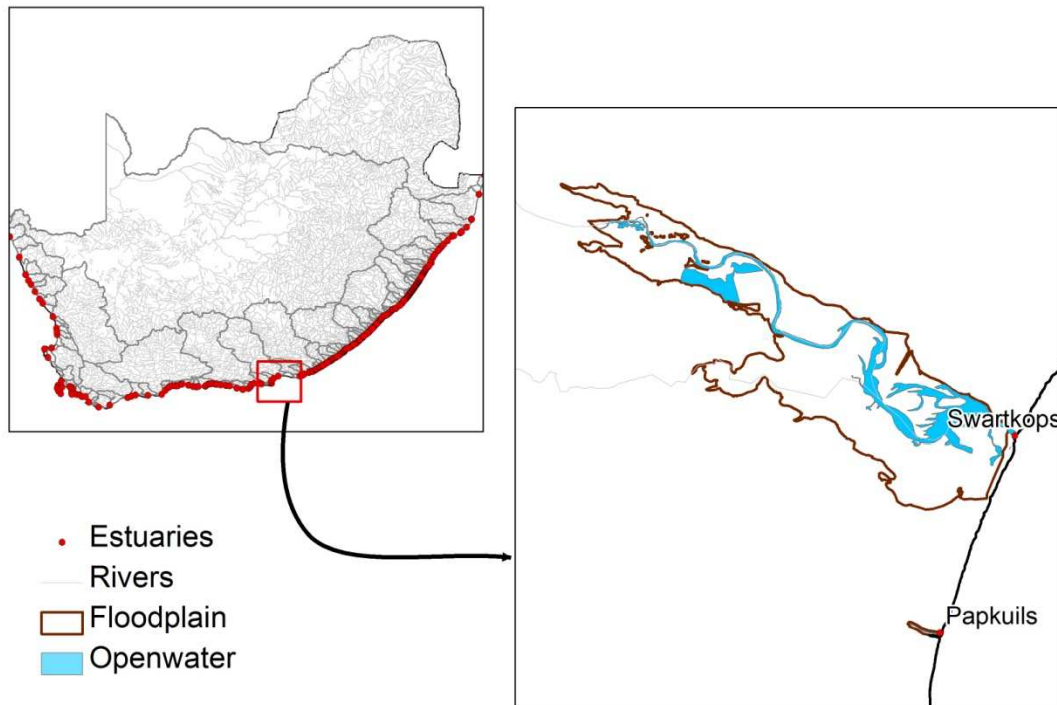 Estuaries
Rivers
Floodplain
Openwater
Swartkops
Papkuils